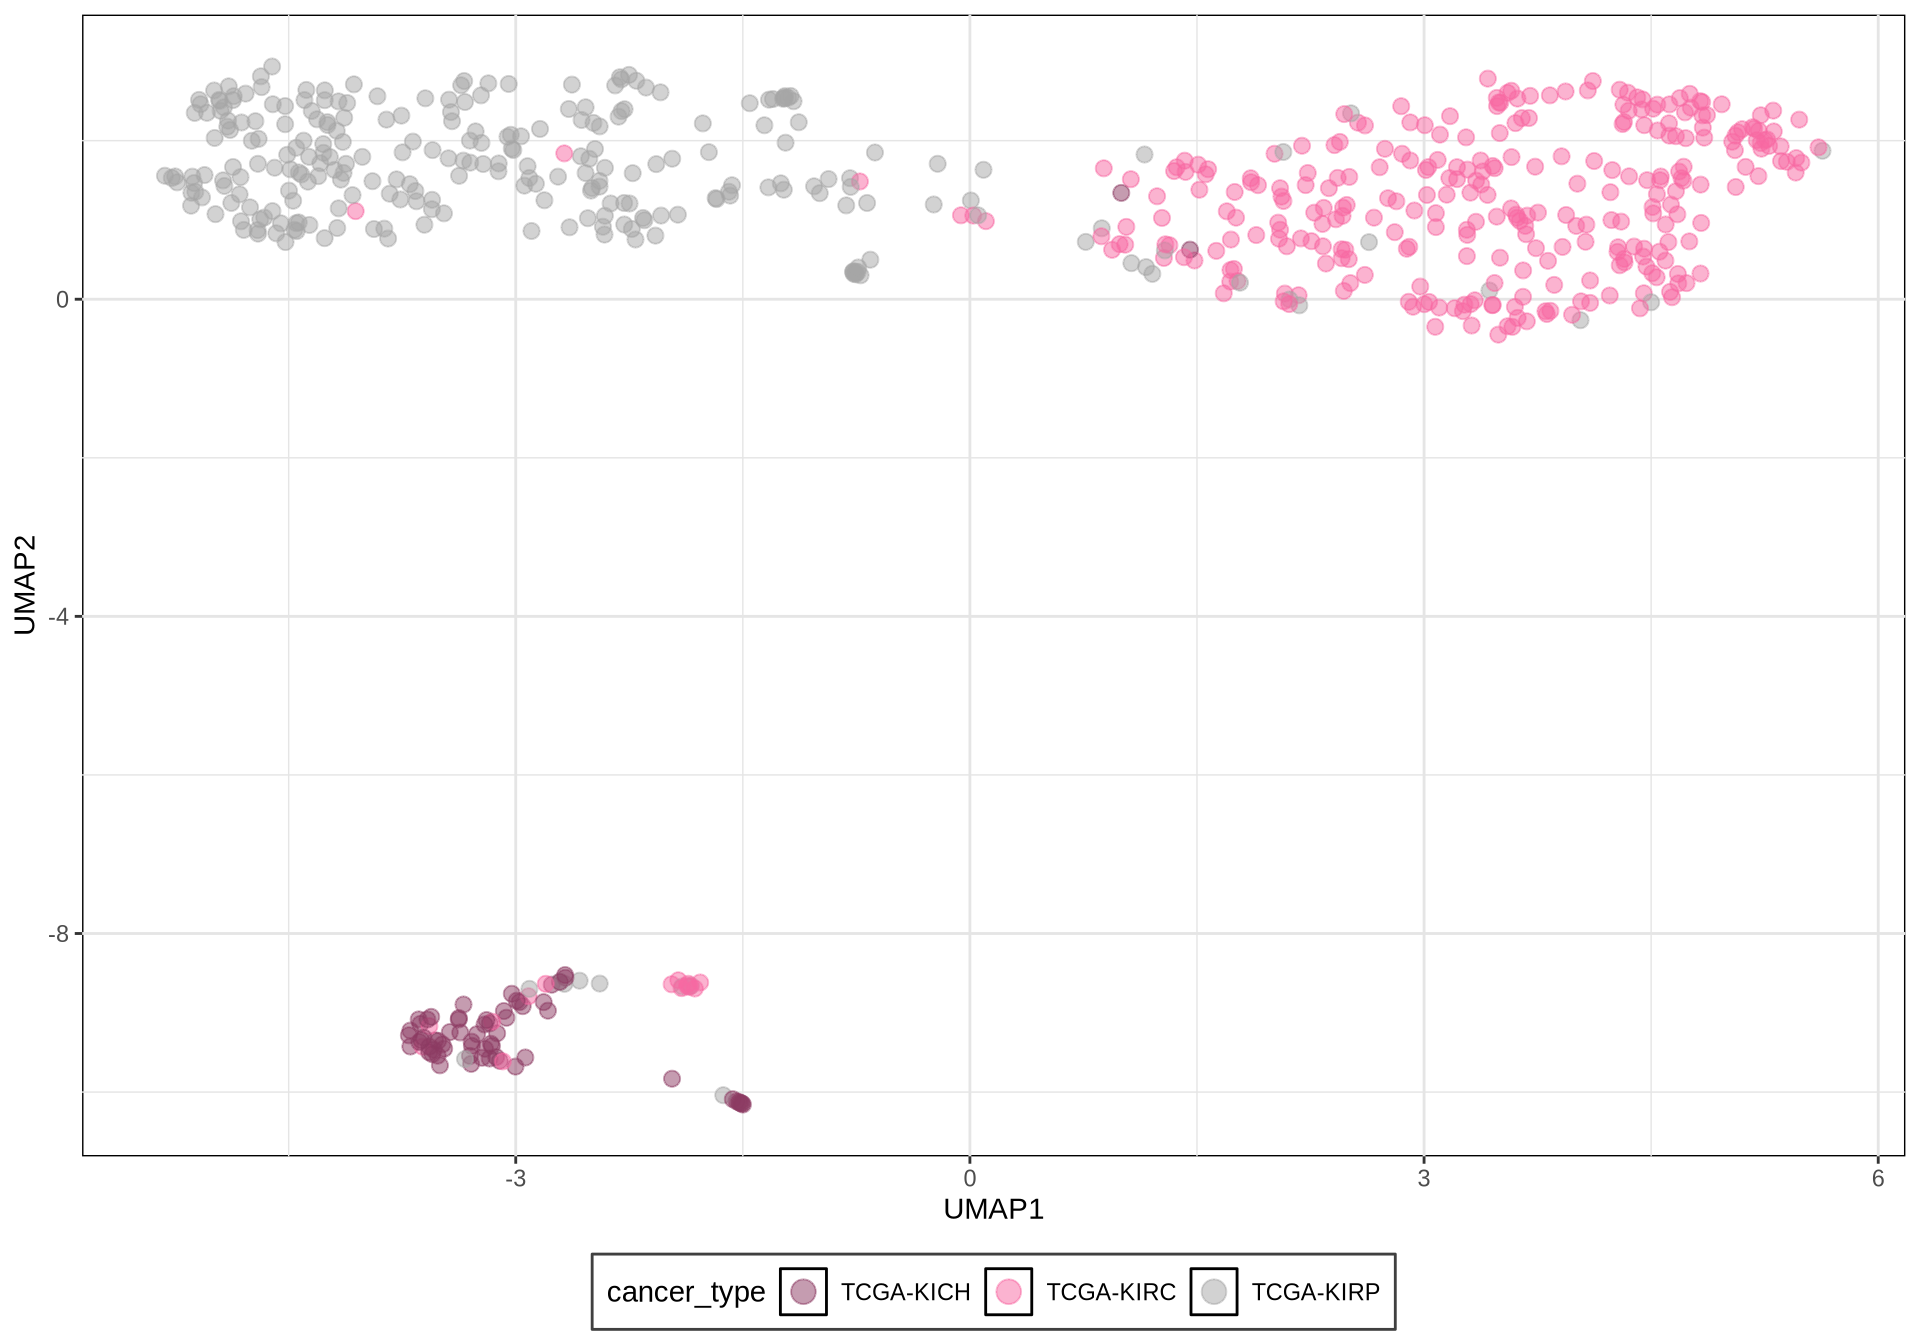 UMAP2
0
-4
-8
-3 0 3 6
UMAP1
cancer_type TCGA-KICH TCGA-KIRC TCGA-KIRP